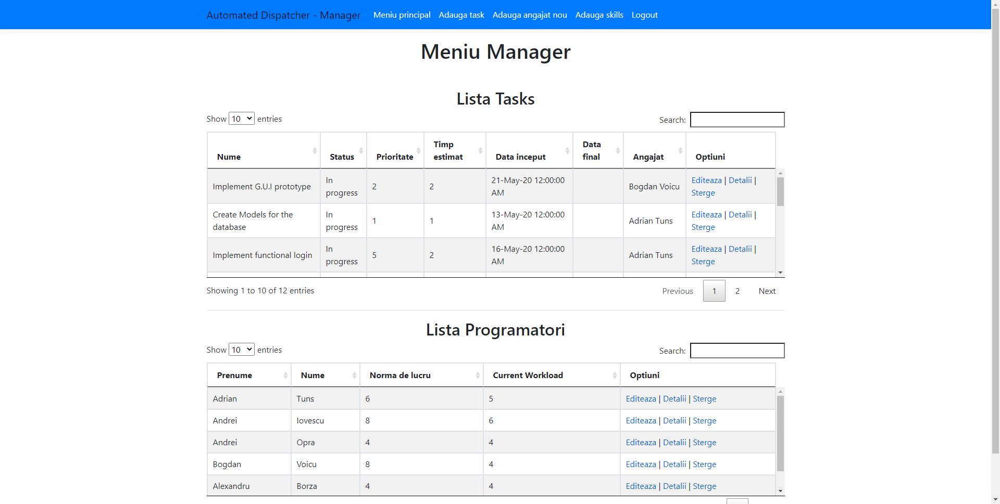 Automated Dispatcher - Manager Meniu principal Adauga task Adauga angajat nou Adauga skills Logout
Meniu Manager
Lista Tasks
Show 10 entries Search:
Nume Status Prioritate Timp estimat Data inceput Data final Angajat Optiuni
Implement G.U.I prototype In progress 2 2 21-May-20 12:00:00 AM Bogdan Voicu Editeaza | Detalii | Sterge
Create Models for the database In progress 1 1 13-May-20 12:00:00 AM Adrian Tuns Editeaza | Detalii | Sterge
Implement functional login In progress 5 2 16-May-20 12:00:00 AM Adrian Tuns Editeaza | Detalii | Sterge
Showing 1 to 10 of 12 entries Previous 1 2 Next
Lista Programatori
Show 10 entries Search:
Prenume Nume Norma de lucru Current Workload Optiuni
Adrian Tuns 6 5 Editeaza | Detalii | Sterge
Andrei Iovescu 8 6 Editeaza | Detalii | Sterge
Andrei Opra 4 4 Editeaza | Detalii | Sterge
Bogdan Voicu 8 4 Editeaza | Detalii | Sterge
Alexandru Borza 4 4 Editeaza | Detalii | Sterge